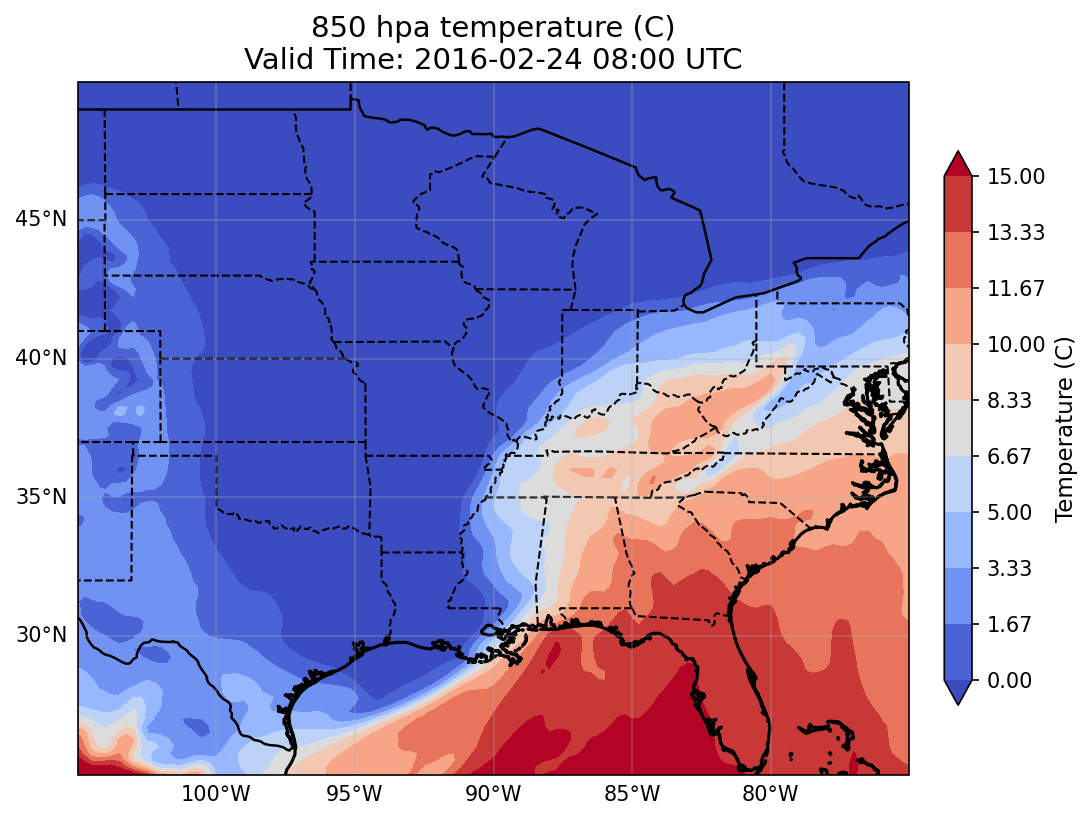 850 hpa temperature (C)
Valid Time: 2016-02-24 08:00 UTC
45°N
40°N
35°N
30°N
100°W
95°W
90°W
85°W
80°W
15.00
13.33
11.67
10.00
8.33
6.67
5.00
3.33
1.67
0.00
Temperature (C)